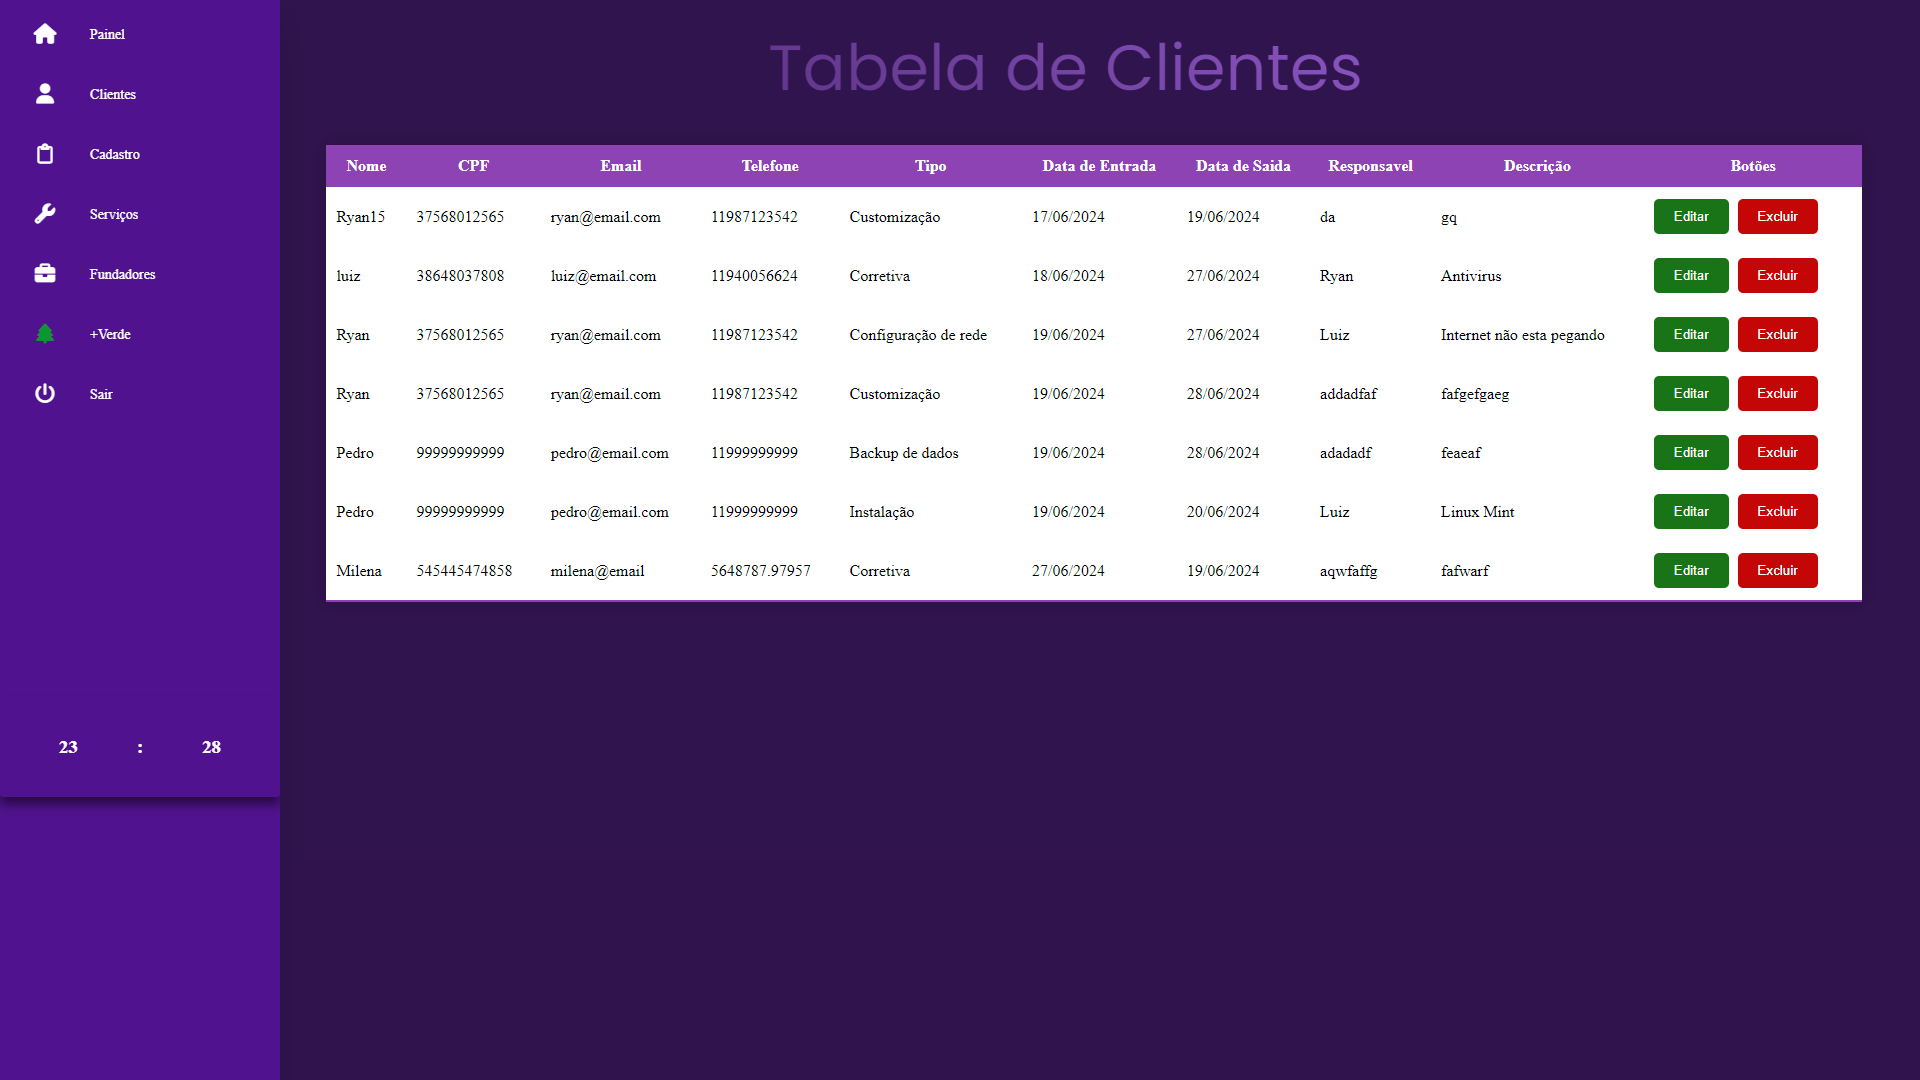 Painel
Clientes
Cadastro
Serviços
Fundadores
+Verde
Sair
23 : 28
Tabela de Clientes
Nome CPF Email Telefone Tipo Data de Entrada Data de Saida Responsavel Descrição Botões
Ryan15 37568012565 ryan@email.com 11987123542 Customização 17/06/2024 19/06/2024 da gq Editar Excluir
luiz 38648037808 luiz@email.com 11940056624 Corretiva 18/06/2024 27/06/2024 Ryan Antivirus Editar Excluir
Ryan 37568012565 ryan@email.com 11987123542 Configuração de rede 19/06/2024 27/06/2024 Luiz Internet não esta pegando Editar Excluir
Ryan 37568012565 ryan@email.com 11987123542 Customização 19/06/2024 28/06/2024 addadfaf fafgefgaeg Editar Excluir
Pedro 99999999999 pedro@email.com 11999999999 Backup de dados 19/06/2024 28/06/2024 adadadf feaeaf Editar Excluir
Pedro 99999999999 pedro@email.com 11999999999 Instalação 19/06/2024 20/06/2024 Luiz Linux Mint Editar Excluir
Milena 545445474858 milena@email 5648787.97957 Corretiva 27/06/2024 19/06/2024 aqwfaffg fafwarf Editar Excluir